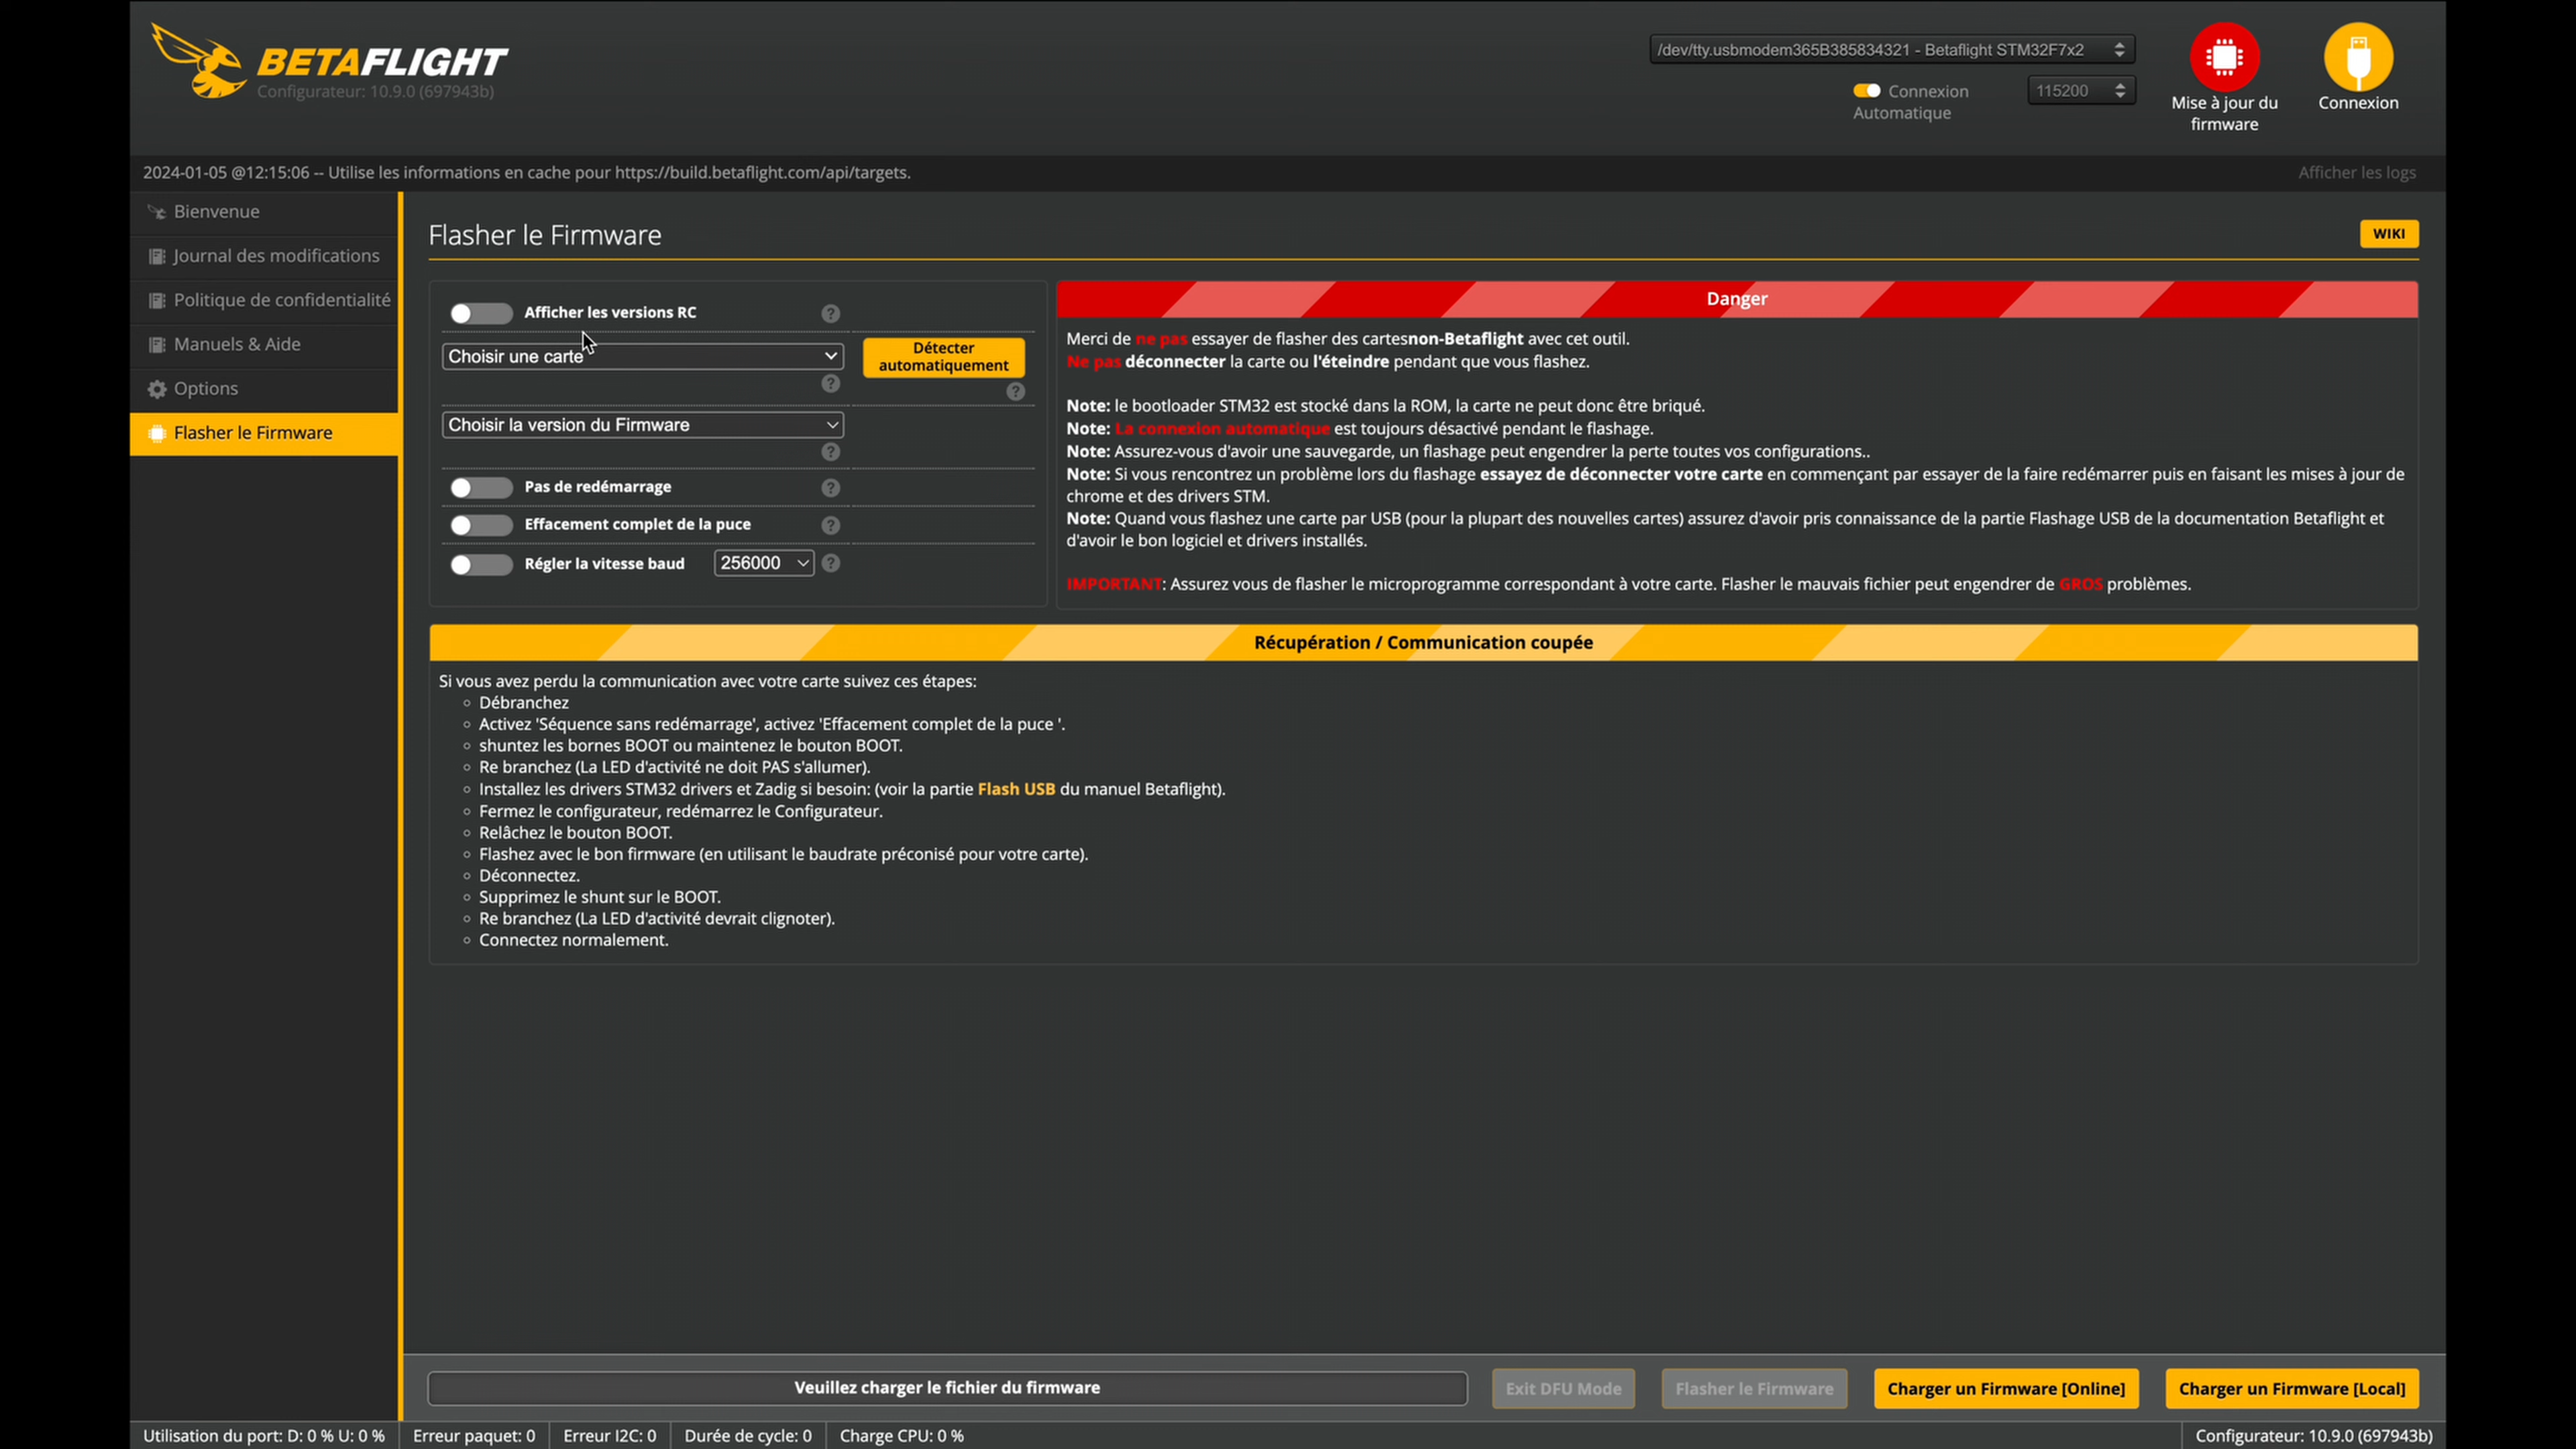 BETAFLIGHT
Configurateur: 10.9.0 (697943b)
/dev/tty.usbmodem365B385834321 - Betaflight STM32F7x2
Connexion
Automatique
115200
Mise à jour du
firmware
Connexion
2024-01-05 @12:15:06 -- Utilise les informations en cache pour https://build.betaflight.com/api/targets.
Afficher les logs
Bienvenue
Journal des modifications
Politique de confidentialité
Manuels & Aide
Options
Flasher le Firmware
Flasher le Firmware
WIKI
Afficher les versions RC
?
Choisir une carte
?
Détecter
automatiquement
?
Choisir la version du Firmware
?
Pas de redémarrage
?
Effacement complet de la puce
?
Régler la vitesse baud
256000
?
Danger
Merci de ne pas essayer de flasher des cartesnon-Betaflight avec cet outil.
Ne pas déconnecter la carte ou l'éteindre pendant que vous flashez.
Note: le bootloader STM32 est stocké dans la ROM, la carte ne peut donc être briqué.
Note: La connexion automatique est toujours désactivé pendant le flashage.
Note: Assurez-vous d'avoir une sauvegarde, un flashage peut engendrer la perte toutes vos configurations..
Note: Si vous rencontrez un problème lors du flashage essayez de déconnecter votre carte en commençant par essayer de la faire redémarrer puis en faisant les mises à jour de
chrome et des drivers STM.
Note: Quand vous flashez une carte par USB (pour la plupart des nouvelles cartes) assurez d'avoir pris connaissance de la partie Flashage USB de la documentation Betaflight et
d'avoir le bon logiciel et drivers installés.
IMPORTANT: Assurez vous de flasher le microprogramme correspondant à votre carte. Flasher le mauvais fichier peut engendrer de GROS problèmes.
Récupération / Communication coupée
Si vous avez perdu la communication avec votre carte suivez ces étapes:
Débranchez
Activez 'Séquence sans redémarrage', activez 'Effacement complet de la puce '.
shuntez les bornes BOOT ou maintenez le bouton BOOT.
Re branchez (La LED d'activité ne doit PAS s'allumer).
Installez les drivers STM32 drivers et Zadig si besoin: (voir la partie Flash USB du manuel Betaflight).
Fermez le configurateur, redémarrez le Configurateur.
Relâchez le bouton BOOT.
Flashez avec le bon firmware (en utilisant le baudrate préconisé pour votre carte).
Déconnectez.
Supprimez le shunt sur le BOOT.
Re branchez (La LED d'activité devrait clignoter).
Connectez normalement.
Veuillez charger le fichier du firmware
Exit DFU Mode
Flasher le Firmware
Charger un Firmware [Online]
Charger un Firmware [Local]
Utilisation du port: D: 0 % U: 0 %
Erreur paquet: 0
Erreur I2C: 0
Durée de cycle: 0
Charge CPU: 0 %
Configurateur: 10.9.0 (697943b)